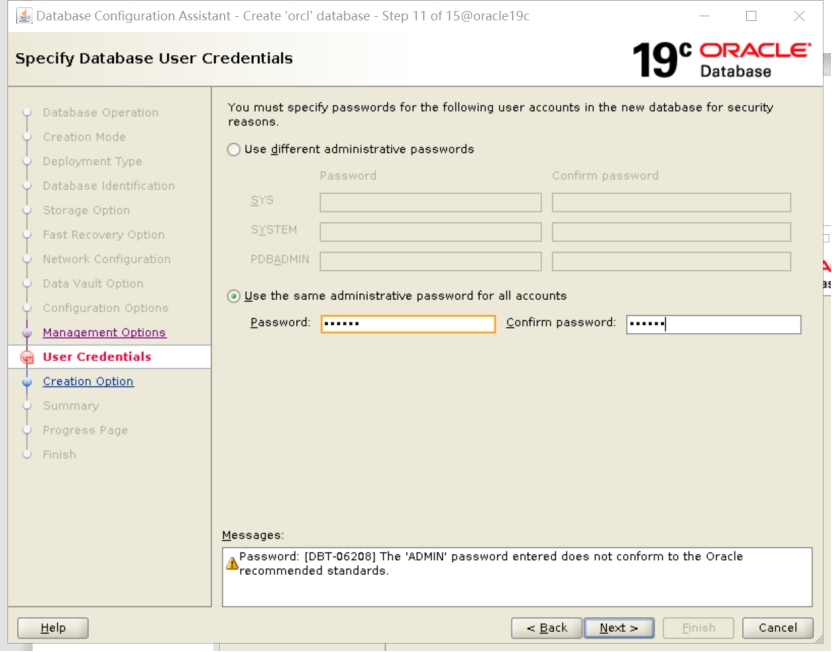 Database Configuration Assistant - Create 'orcl' database - Step 11 of 15@oracle19c
Specify Database User Credentials
19c ORACLE
Database
Database Operation
Creation Mode
Deployment Type
Database Identification
Storage Option
Fast Recovery Option
Network Configuration
Data Vault Option
Configuration Options
Management Options
User Credentials
Creation Option
Summary
Progress Page
Finish
You must specify passwords for the following user accounts in the new database for security
reasons.
Use different administrative passwords
Password Confirm password
SYS
SYSTEM
PDBADMIN
Use the same administrative password for all accounts
Password: •••••• Confirm password: ••••••
Messages:
Password: [DBT-06208] The 'ADMIN' password entered does not conform to the Oracle
recommended standards.
Help < Back Next > Finish Cancel